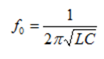 f₀ = 1 / (2π√LC)